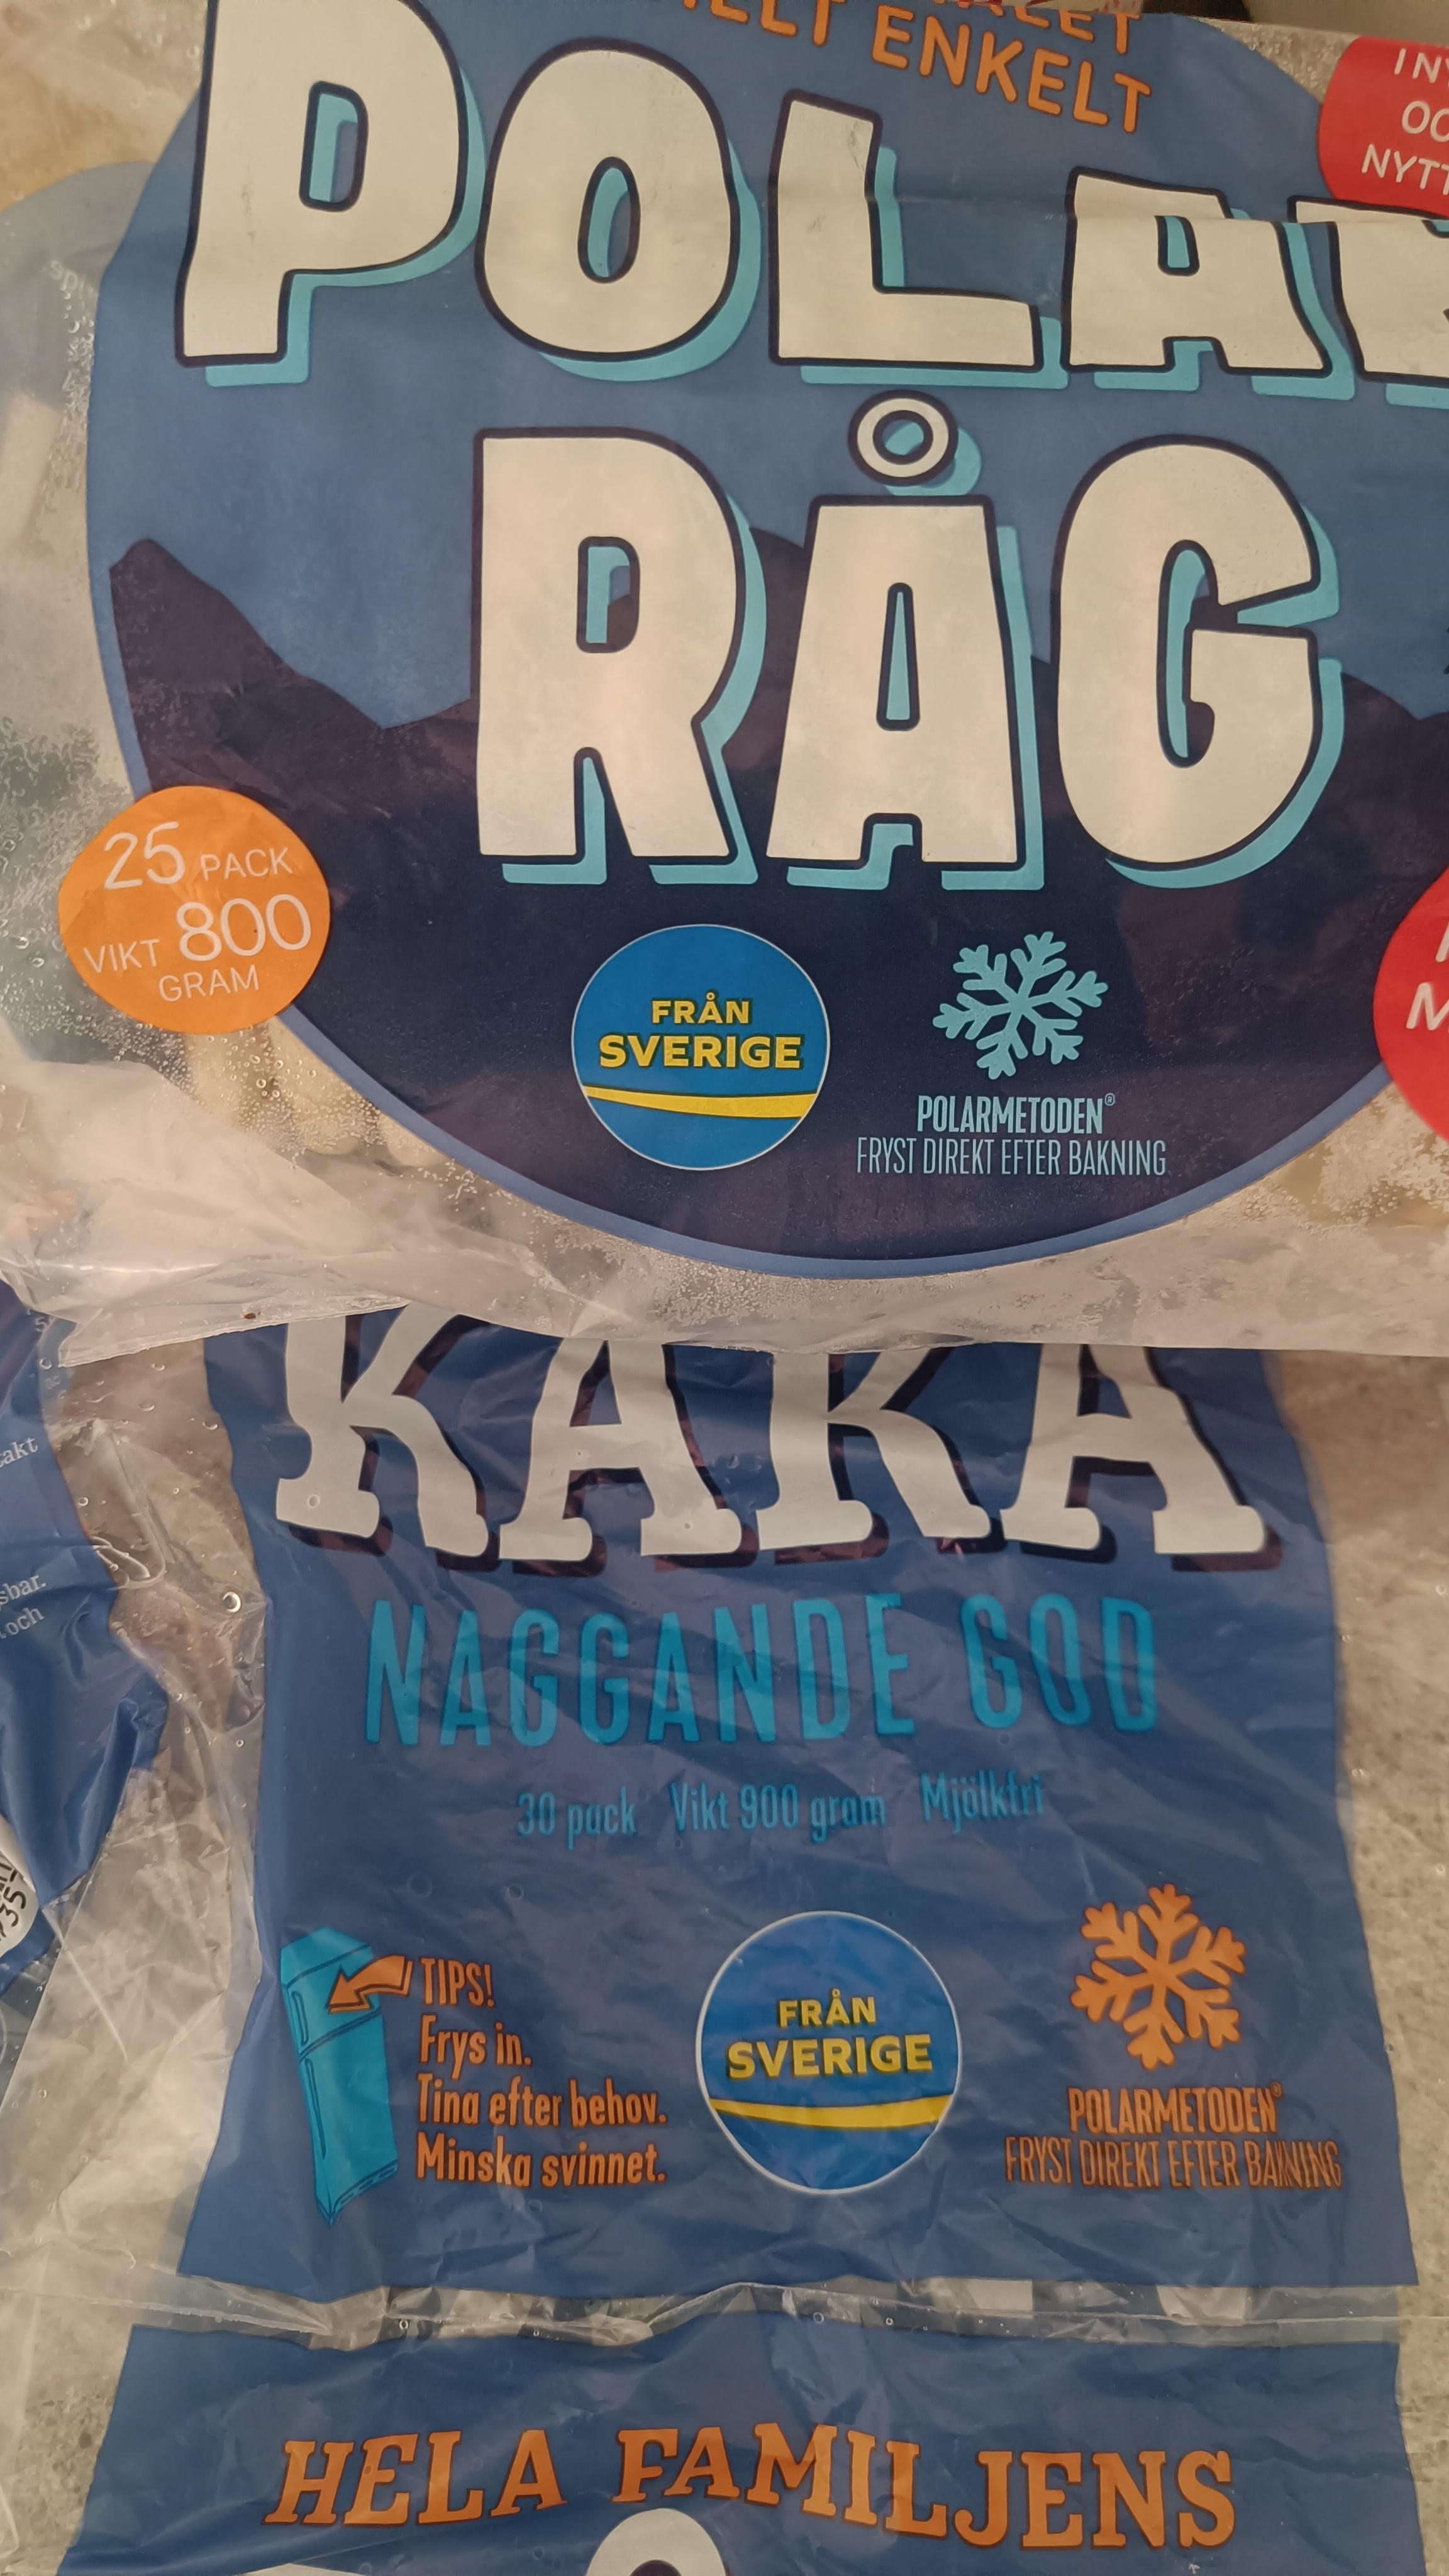 HELT ENKELT
POLAR
RÅG
25 PACK
VIKT 800
GRAM
FRÅN
SVERIGE
POLARMETODEN®
FRYST DIREKT EFTER BAKNING
KAKA
NAGGANDE GOD
30 pack Vikt 900 gram Mjölkfri
TIPS!
Frys in.
Tina efter behov.
Minska svinnet.
FRÅN
SVERIGE
POLARMETODEN®
FRYST DIREKT EFTER BAKNING
HELA FAMILJENS
och